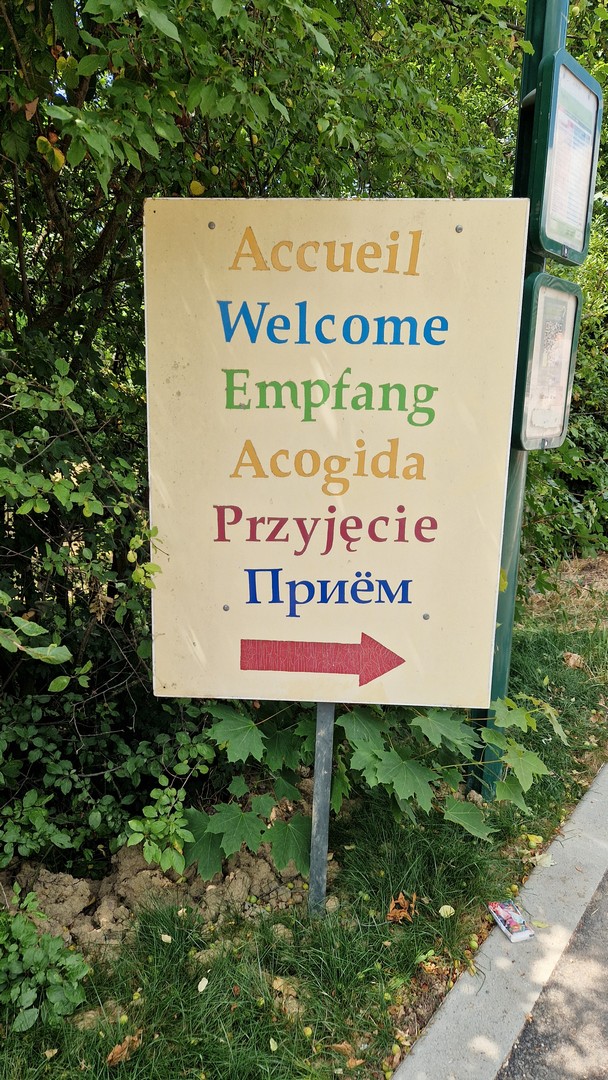 Accueil
Welcome
Empfang
Acogida
Przyjęcie
Приём